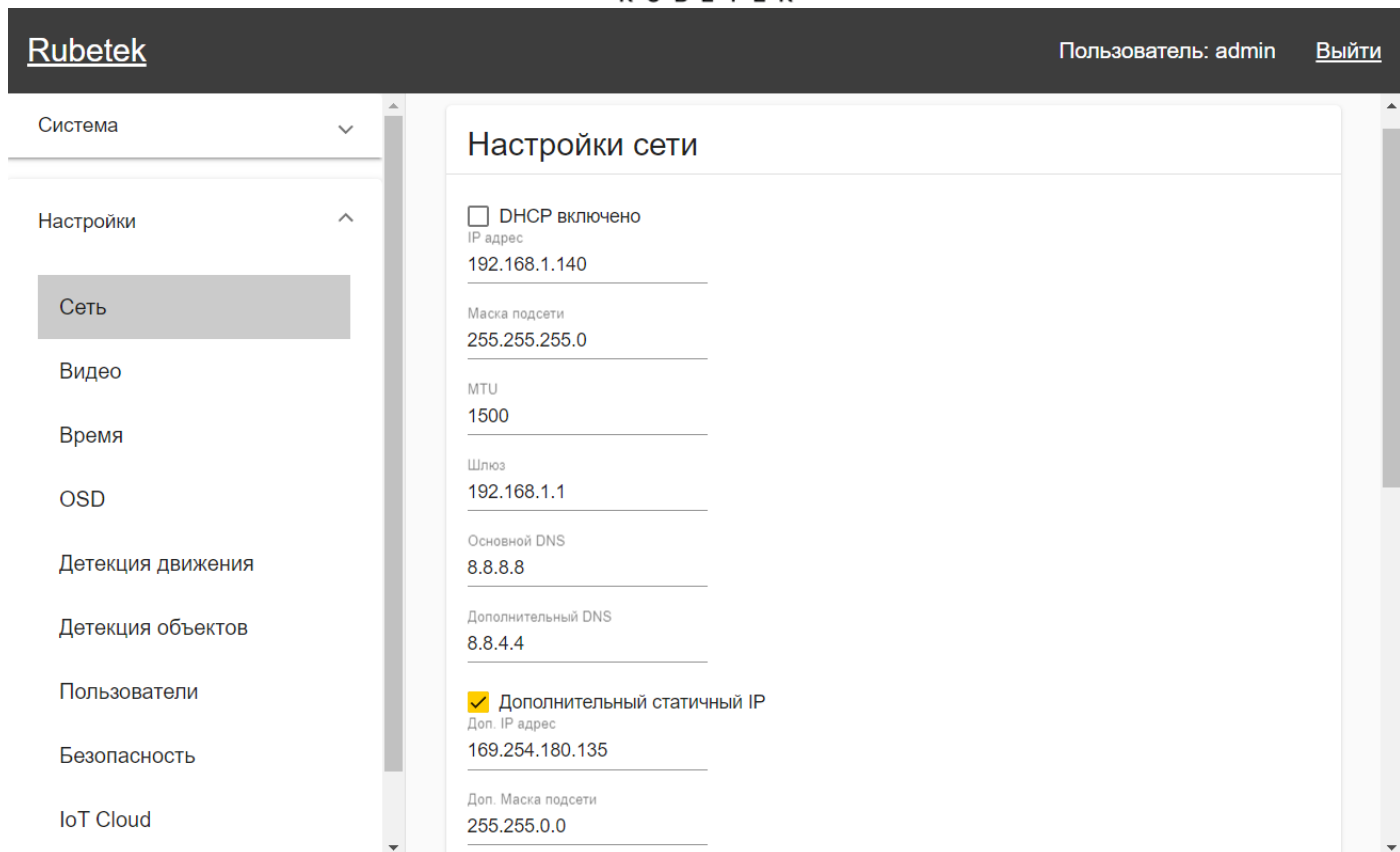 Rubetek
Пользователь: admin
Выйти
Система
Настройки
Сеть
Видео
Время
OSD
Детекция движения
Детекция объектов
Пользователи
Безопасность
IoT Cloud
Настройки сети
DHCP включено
IP адрес
192.168.1.140
Маска подсети
255.255.255.0
MTU
1500
Шлюз
192.168.1.1
Основной DNS
8.8.8.8
Дополнительный DNS
8.8.4.4
Дополнительный статичный IP
Доп. IP адрес
169.254.180.135
Доп. Маска подсети
255.255.0.0